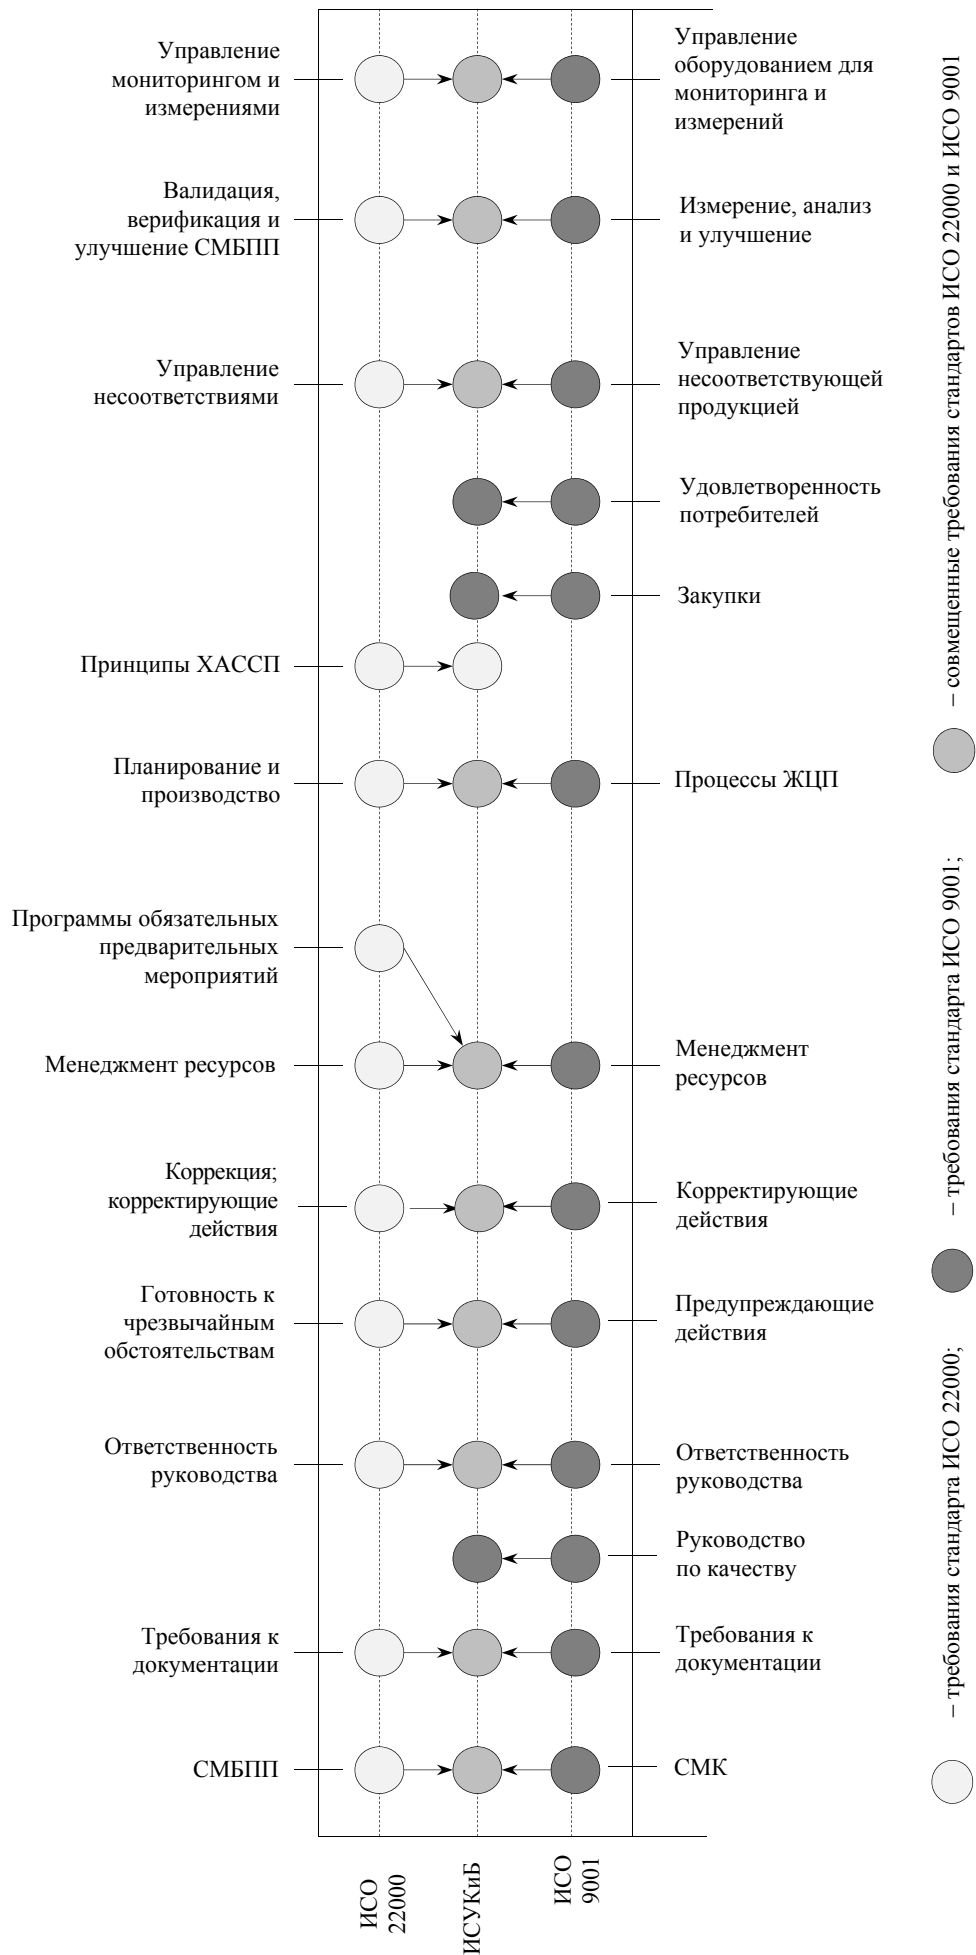 Управление
мониторингом и
измерениями
Управление
оборудованием для
мониторинга и
измерений
Валидация,
верификация и
улучшение СМБПП
Измерение, анализ
и улучшение
Управление
несоответствиями
Управление
несоответствующей
продукцией
Удовлетворенность
потребителей
Закупки
Принципы ХАССП
Планирование и
производство
Процессы ЖЦП
Программы обязательных
предварительных
мероприятий
Менеджмент ресурсов
Менеджмент
ресурсов
Коррекция;
корректирующие
действия
Корректирующие
действия
Готовность к
чрезвычайным
обстоятельствам
Предупреждающие
действия
Ответственность
руководства
Ответственность
руководства
Руководство
по качеству
Требования к
документации
Требования к
документации
СМБПП
СМК
ИСО
22000
ИСУКиБ
ИСО
9001
– требования стандарта ИСО 22000;
– требования стандарта ИСО 9001;
– совмещенные требования стандартов ИСО 22000 и ИСО 9001